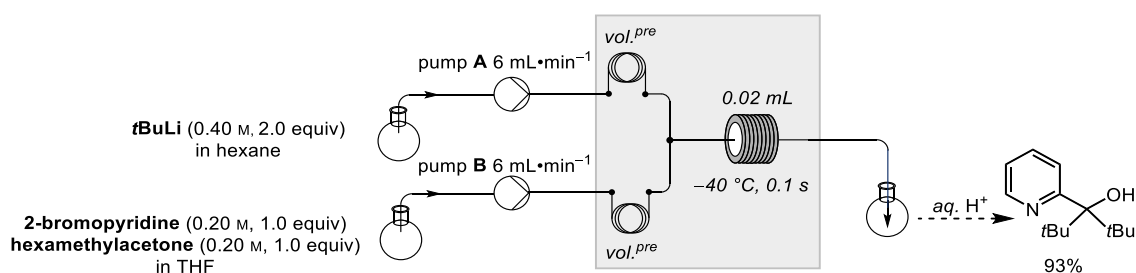 vol.pre
pump A 6 mL•min–1
0.02 mL
tBuLi (0.40 M, 2.0 equiv)
in hexane
pump B 6 mL•min–1
–40 °C, 0.1 s
2-bromopyridine (0.20 M, 1.0 equiv)
hexamethylacetone (0.20 M, 1.0 equiv)
in THF
vol.pre
aq. H+
N
OH
tBu
tBu
93%